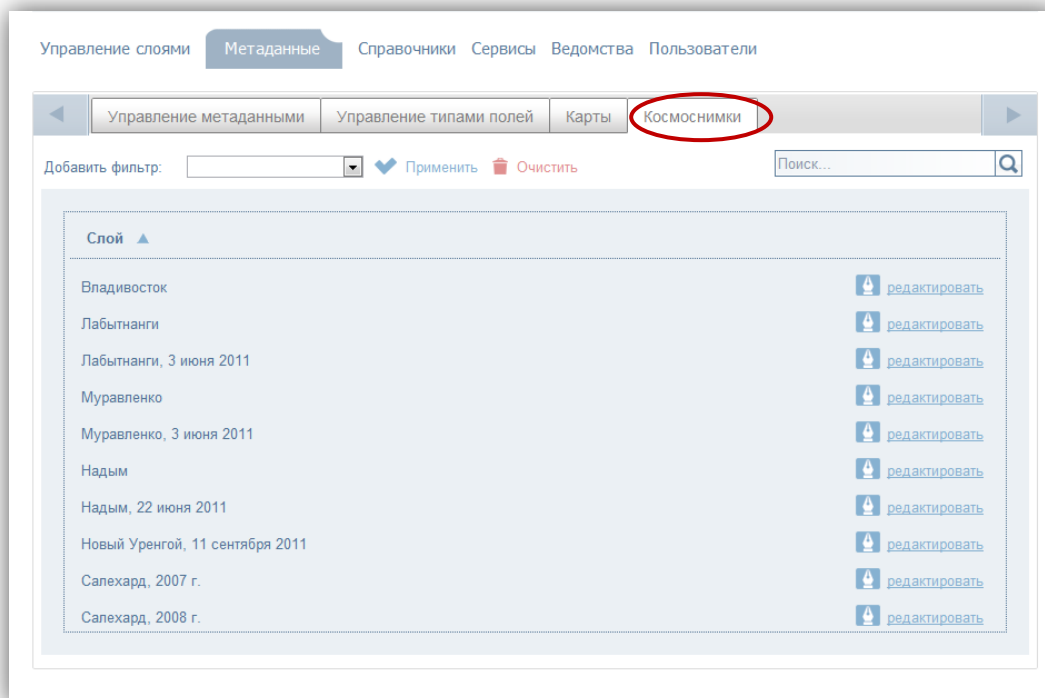 Управление слоями Метаданные Справочники Сервисы Ведомства Пользователи
Управление метаданными Управление типами полей Карты Космоснимки
Добавить фильтр: Применить Очистить Поиск...
Слой
Владивосток редактировать
Лабытнанги редактировать
Лабытнанги, 3 июня 2011 редактировать
Муравленко редактировать
Муравленко, 3 июня 2011 редактировать
Надым редактировать
Надым, 22 июня 2011 редактировать
Новый Уренгой, 11 сентября 2011 редактировать
Салехард, 2007 г. редактировать
Салехард, 2008 г. редактировать